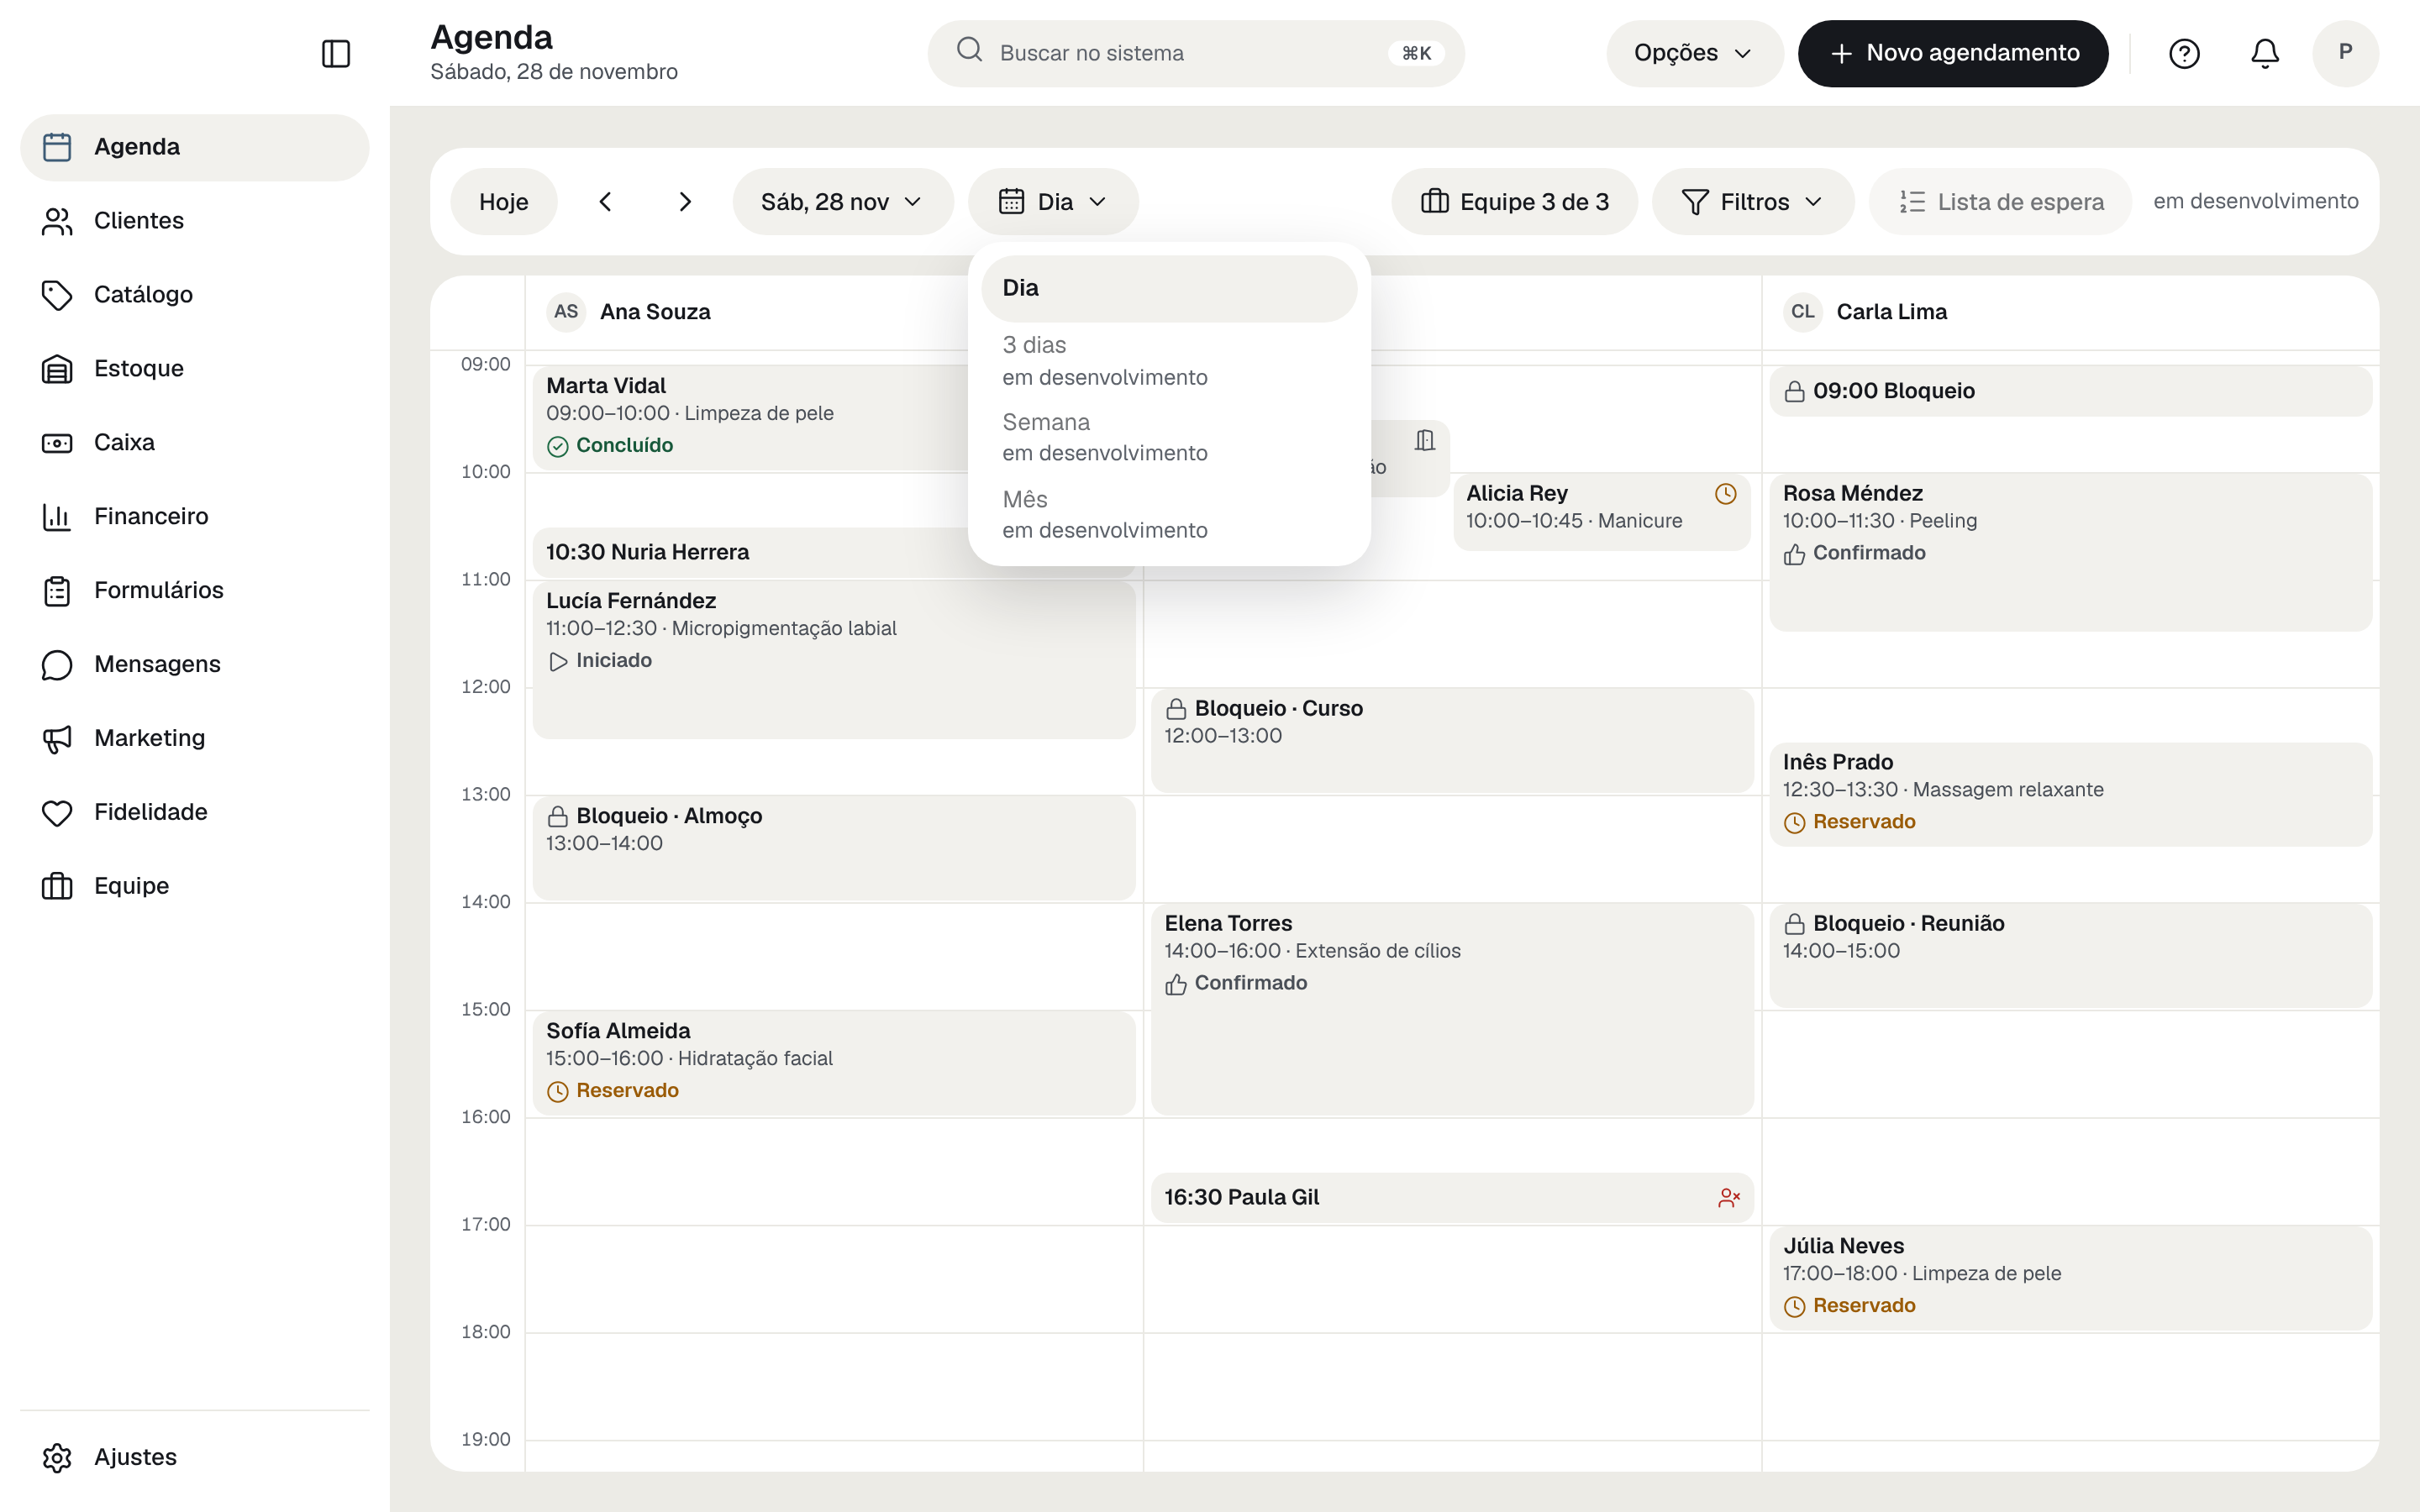 Agenda
Sábado, 28 de novembro
Buscar no sistema
⌘K
Opções
Novo agendamento
P
Agenda
Clientes
Catálogo
Estoque
Caixa
Financeiro
Formulários
Mensagens
Marketing
Fidelidade
Equipe
Ajustes
Hoje
Sáb, 28 nov
Dia
Equipe 3 de 3
Filtros
Lista de espera
em desenvolvimento
Dia
3 dias
em desenvolvimento
Semana
em desenvolvimento
Mês
em desenvolvimento
AS Ana Souza
CL Carla Lima
09:00
10:00
11:00
12:00
13:00
14:00
15:00
16:00
17:00
18:00
19:00
Marta Vidal
09:00–10:00 · Limpeza de pele
Concluído
10:30 Nuria Herrera
Lucía Fernández
11:00–12:30 · Micropigmentação labial
Iniciado
Bloqueio · Almoço
13:00–14:00
Sofía Almeida
15:00–16:00 · Hidratação facial
Reservado
Alicia Rey
10:00–10:45 · Manicure
Bloqueio · Curso
12:00–13:00
Elena Torres
14:00–16:00 · Extensão de cílios
Confirmado
16:30 Paula Gil
09:00 Bloqueio
Rosa Méndez
10:00–11:30 · Peeling
Confirmado
Inês Prado
12:30–13:30 · Massagem relaxante
Reservado
Bloqueio · Reunião
14:00–15:00
Júlia Neves
17:00–18:00 · Limpeza de pele
Reservado